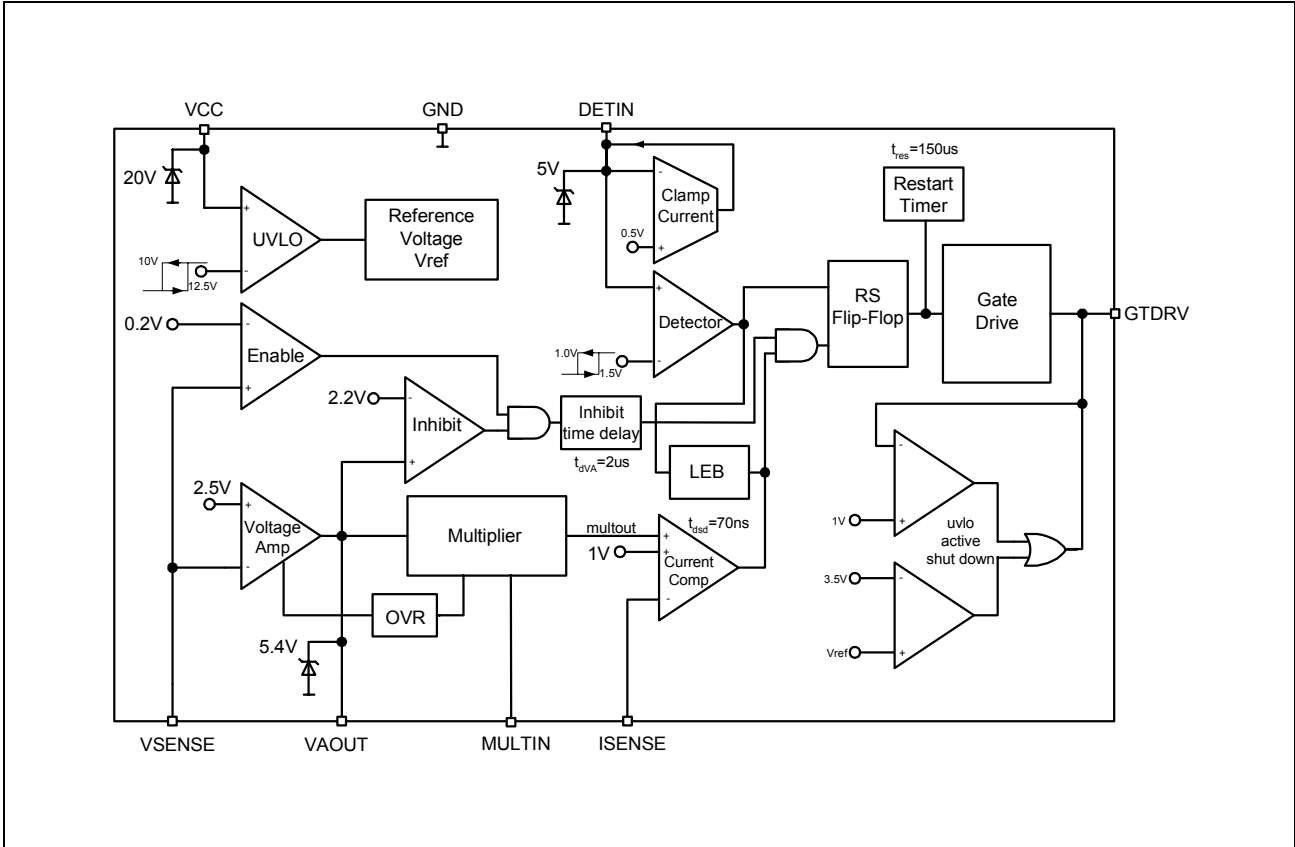 VCC
GND
DETIN
20V
UVLO
+
-
10V
12.5V
Reference
Voltage
Vref
5V
-
Clamp
Current
0.5V
+
t_res=150us
Restart
Timer
+
Detector
-
1.0V
1.5V
RS
Flip-Flop
Gate
Drive
GTDRV
0.2V
-
Enable
+
2.2V
-
Inhibit
+
Inhibit
time delay
t_dVA=2us
LEB
2.5V
+
Voltage
Amp
-
Multiplier
multout
1V
t_dsd=70ns
+
+
Current
Comp
-
OVR
5.4V
-
1V
+
uvlo
active
shut down
3.5V
-
Vref
+
VSENSE
VAOUT
MULTIN
ISENSE